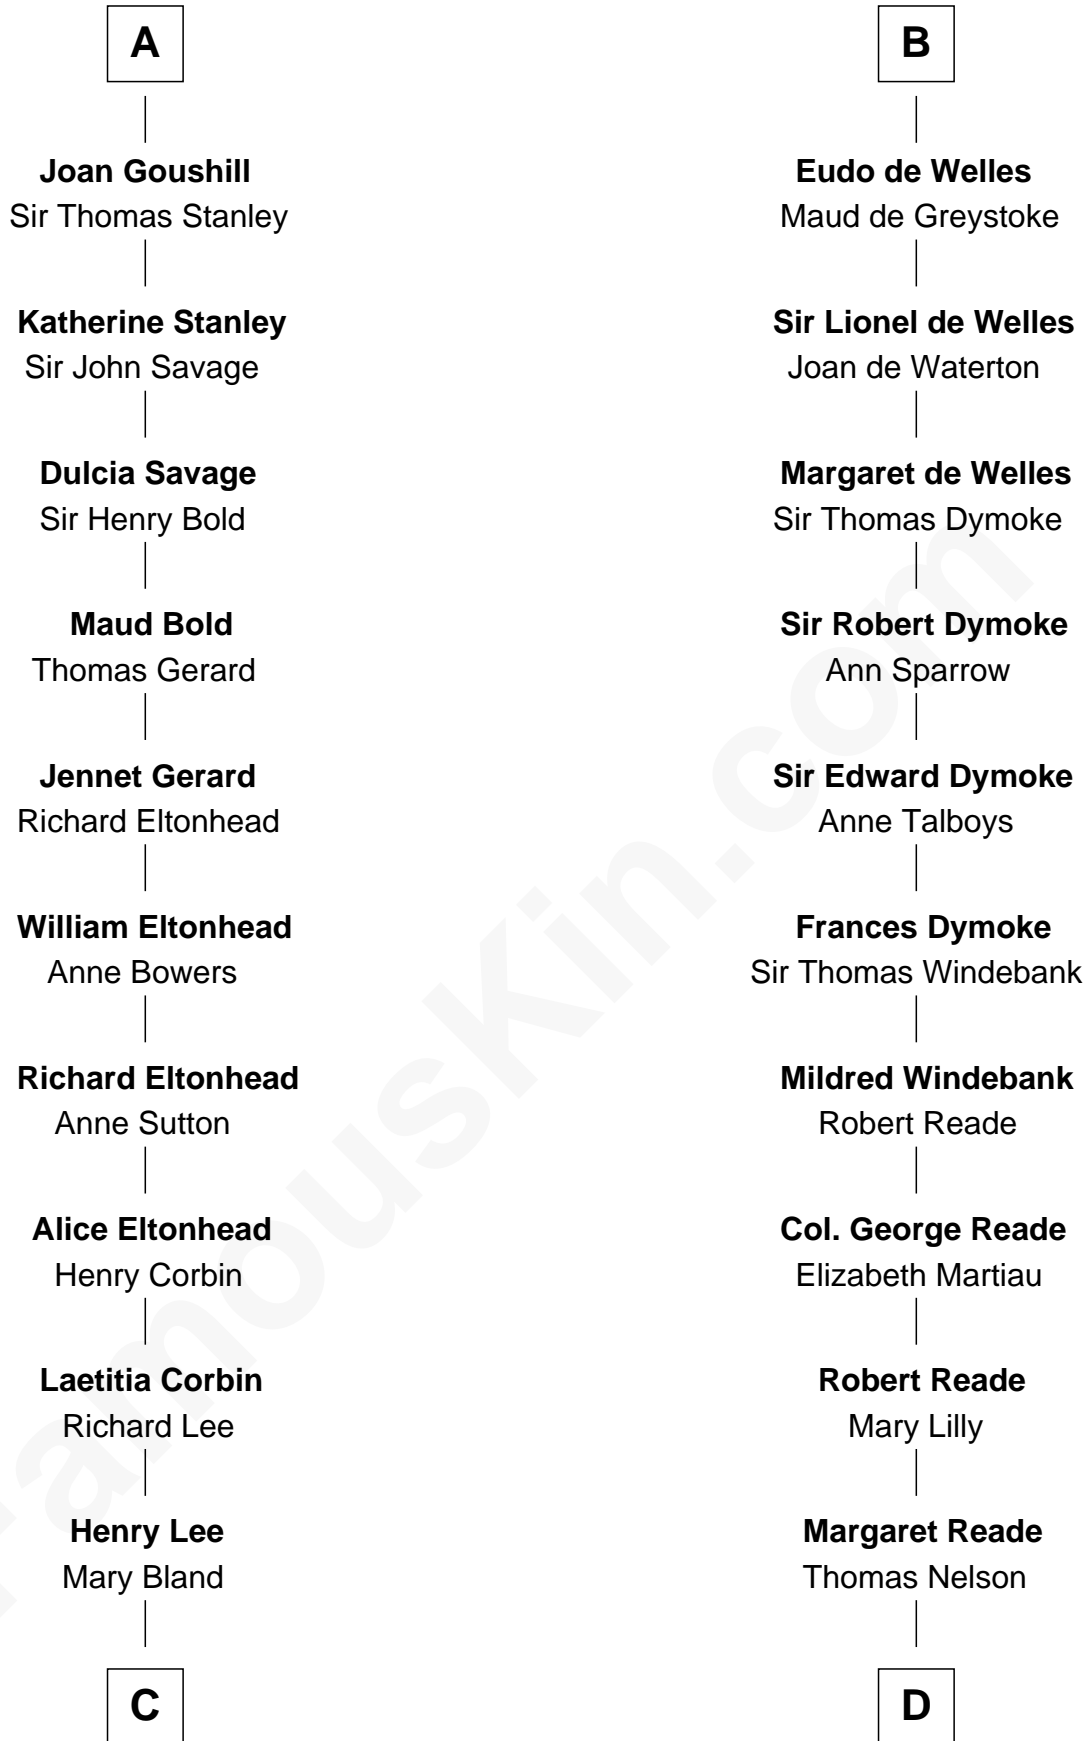 A
Joan Goushill
Sir Thomas Stanley
Katherine Stanley
Sir John Savage
Dulcia Savage
Sir Henry Bold
Maud Bold
Thomas Gerard
Jennet Gerard
Richard Eltonhead
William Eltonhead
Anne Bowers
Richard Eltonhead
Anne Sutton
Alice Eltonhead
Henry Corbin
Laetitia Corbin
Richard Lee
Henry Lee
Mary Bland
C
B
Eudo de Welles
Maud de Greystoke
Sir Lionel de Welles
Joan de Waterton
Margaret de Welles
Sir Thomas Dymoke
Sir Robert Dymoke
Ann Sparrow
Sir Edward Dymoke
Anne Talboys
Frances Dymoke
Sir Thomas Windebank
Mildred Windebank
Robert Reade
Col. George Reade
Elizabeth Martiau
Robert Reade
Mary Lilly
Margaret Reade
Thomas Nelson
D
FamousKin.com